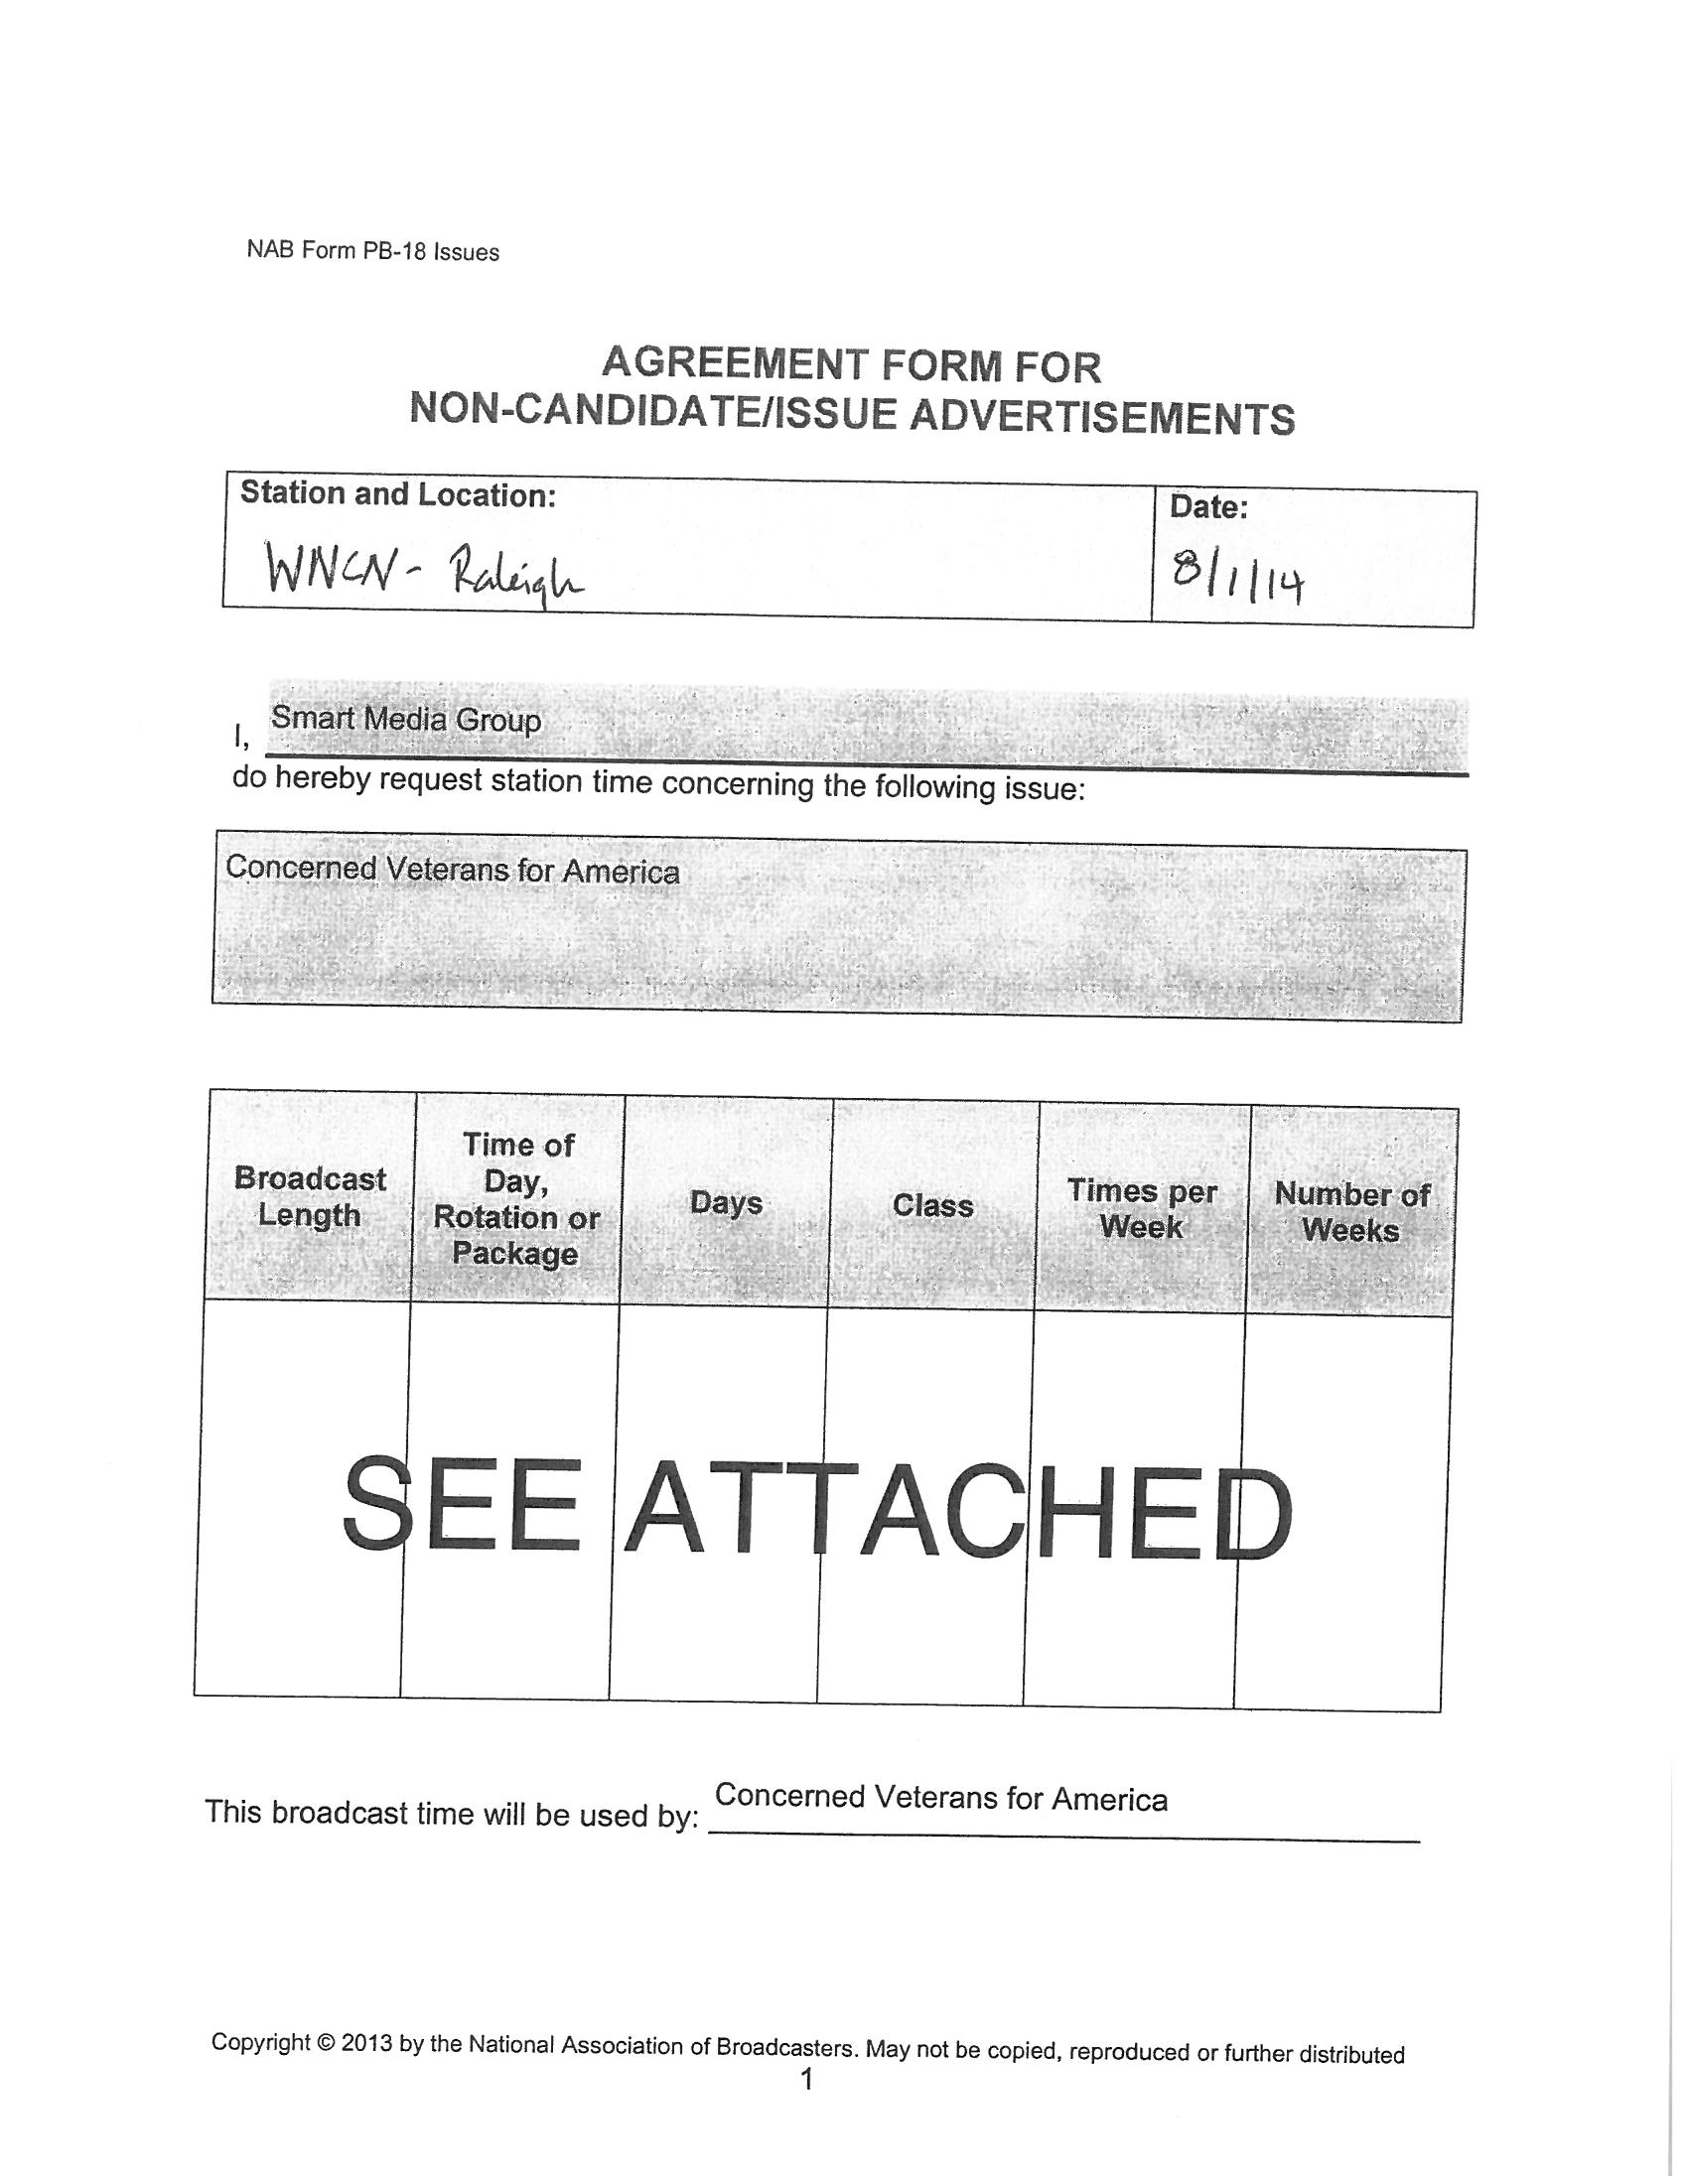 NAB Form PB-18 Issues
AGREEMENT FORM FOR
NON-CANDIDATE/ISSUE ADVERTISEMENTS
Station and Location:
Date:
WNCN - Raleigh
8/1/14
I, Smart Media Group
do hereby request station time concerning the following issue:
Concerned Veterans for America
Broadcast
Length
Time of
Day,
Rotation or
Package
Days
Class
Times per
Week
Number of
Weeks
SEE ATTACHED
This broadcast time will be used by: Concerned Veterans for America
Copyright © 2013 by the National Association of Broadcasters. May not be copied, reproduced or further distributed
1